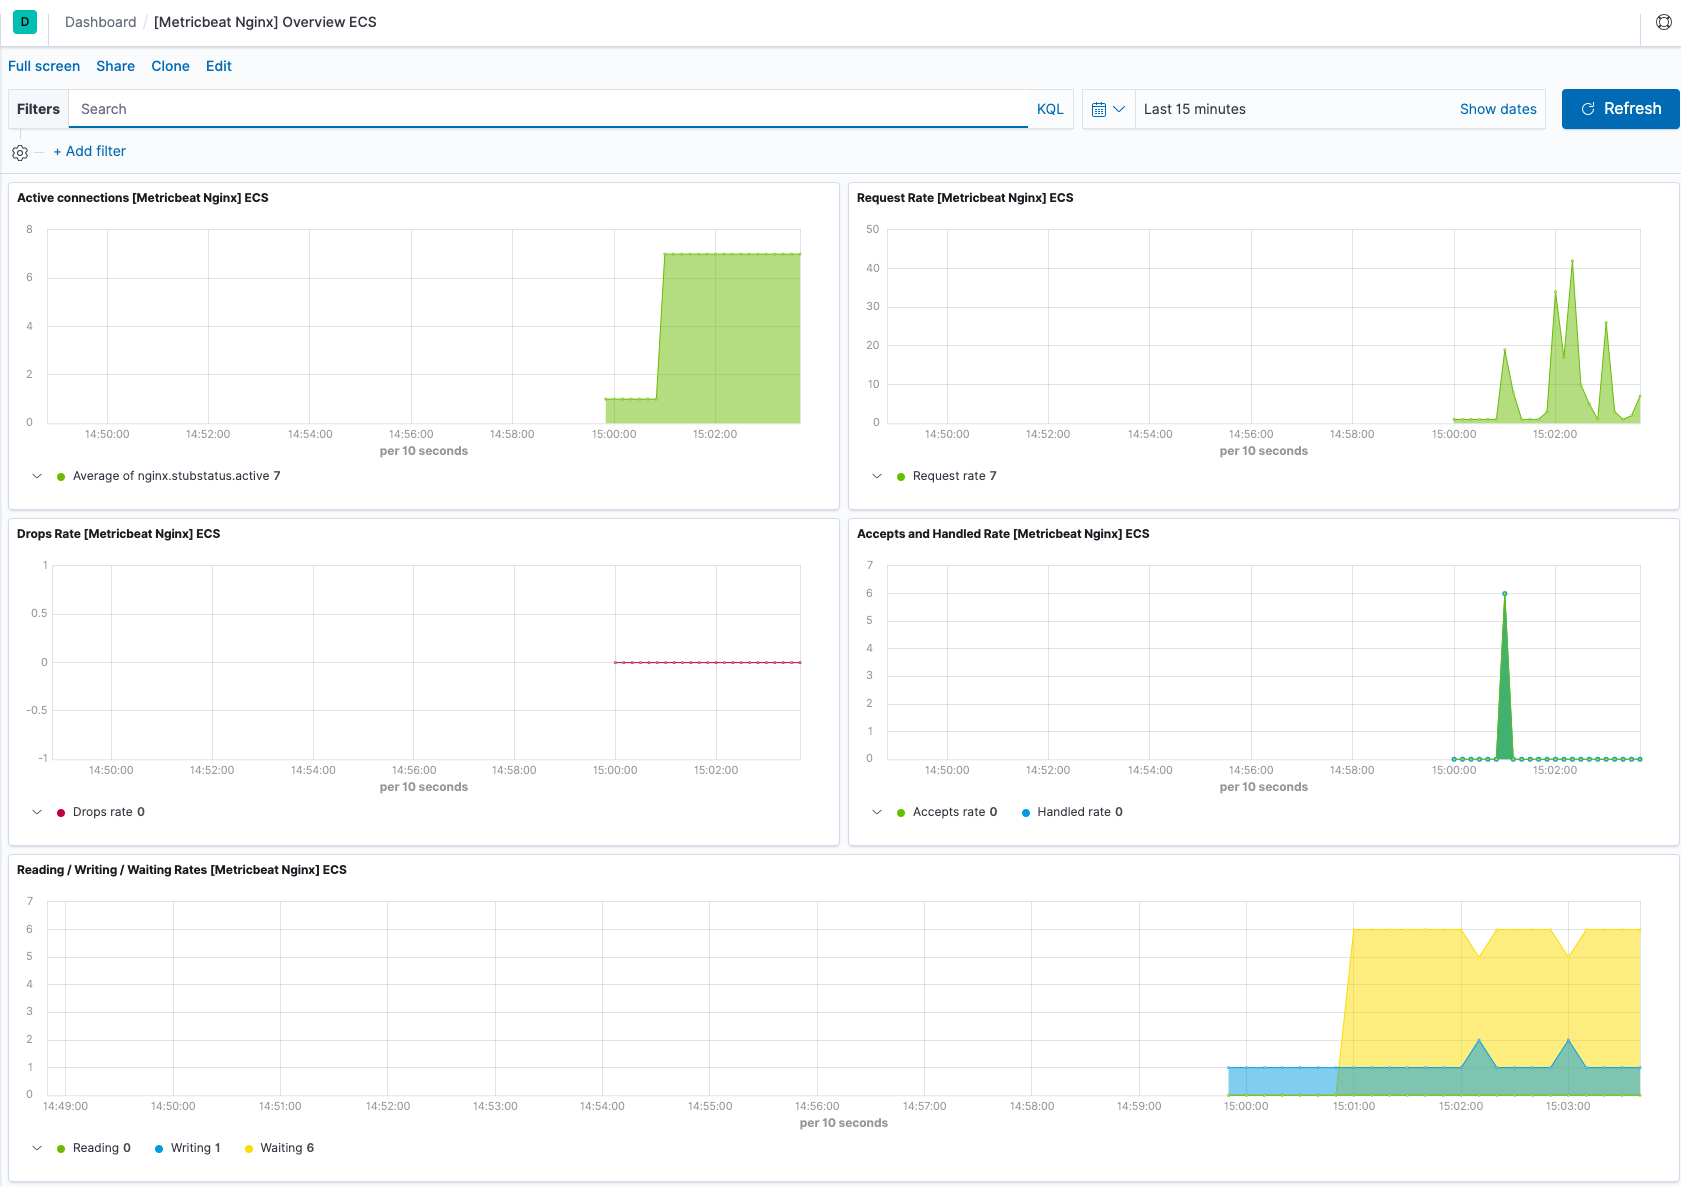 D Dashboard / [Metricbeat Nginx] Overview ECS
Full screen Share Clone Edit
Filters Search KQL Last 15 minutes Show dates Refresh
+ Add filter
Active connections [Metricbeat Nginx] ECS
8
6
4
2
0
14:50:00 14:52:00 14:54:00 14:56:00 14:58:00 15:00:00 15:02:00
per 10 seconds
Average of nginx.stubstatus.active 7
Request Rate [Metricbeat Nginx] ECS
50
40
30
20
10
0
14:50:00 14:52:00 14:54:00 14:56:00 14:58:00 15:00:00 15:02:00
per 10 seconds
Request rate 7
Drops Rate [Metricbeat Nginx] ECS
1
0.5
0
-0.5
-1
14:50:00 14:52:00 14:54:00 14:56:00 14:58:00 15:00:00 15:02:00
per 10 seconds
Drops rate 0
Accepts and Handled Rate [Metricbeat Nginx] ECS
7
6
5
4
3
2
1
0
14:50:00 14:52:00 14:54:00 14:56:00 14:58:00 15:00:00 15:02:00
per 10 seconds
Accepts rate 0 Handled rate 0
Reading / Writing / Waiting Rates [Metricbeat Nginx] ECS
7
6
5
4
3
2
1
0
14:49:00 14:50:00 14:51:00 14:52:00 14:53:00 14:54:00 14:55:00 14:56:00 14:57:00 14:58:00 14:59:00 15:00:00 15:01:00 15:02:00 15:03:00
per 10 seconds
Reading 0 Writing 1 Waiting 6